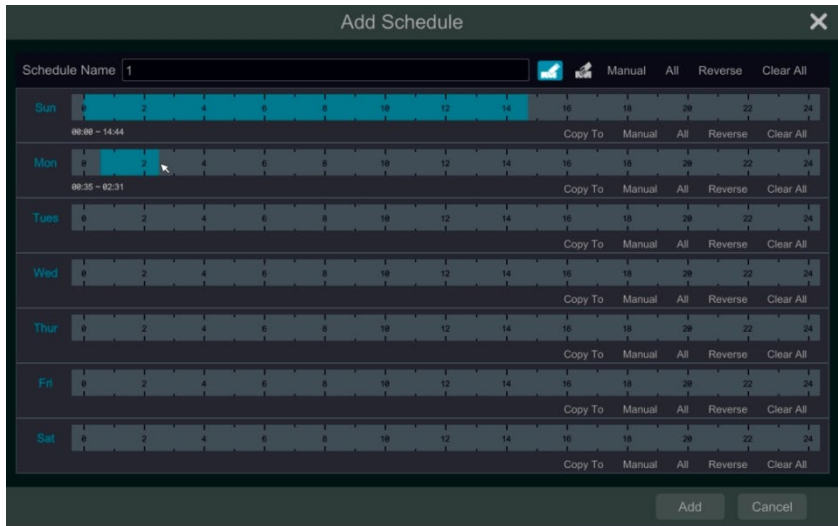 Add Schedule
Schedule Name 1 Manual All Reverse Clear All
Sun 0 2 4 6 8 10 12 14 16 18 20 22 24
00:00 ~ 14:44 Copy To Manual All Reverse Clear All
Mon 0 2 4 6 8 10 12 14 16 18 20 22 24
00:35 ~ 02:31 Copy To Manual All Reverse Clear All
Tues 0 2 4 6 8 10 12 14 16 18 20 22 24
Copy To Manual All Reverse Clear All
Wed 0 2 4 6 8 10 12 14 16 18 20 22 24
Copy To Manual All Reverse Clear All
Thur 0 2 4 6 8 10 12 14 16 18 20 22 24
Copy To Manual All Reverse Clear All
Fri 0 2 4 6 8 10 12 14 16 18 20 22 24
Copy To Manual All Reverse Clear All
Sat 0 2 4 6 8 10 12 14 16 18 20 22 24
Copy To Manual All Reverse Clear All
Add Cancel